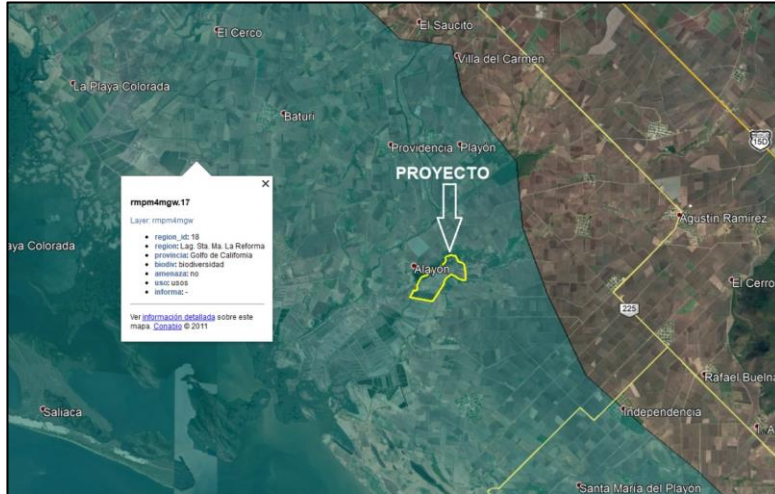 El Cerco
El Saucito
Villa del Carmen
La Playa Colorada
Baturi
Providencia
Playón
15D
PROYECTO
×
rmpm4mgw.17
Layer: rmpm4mgw
• region_id: 18
• region: Lag. Sta. Ma. La Reforma
• provincia: Golfo de California
• biodiv: biodiversidad
• amenaza: no
• uso: usos
• informa: -
Ver información detallada sobre este
mapa. Conabio © 2011
Agustín Ramírez
aya Colorada
Alayón
El Cerro
225
Rafael Buelna
Saliaca
Independencia
Santa María del Playón